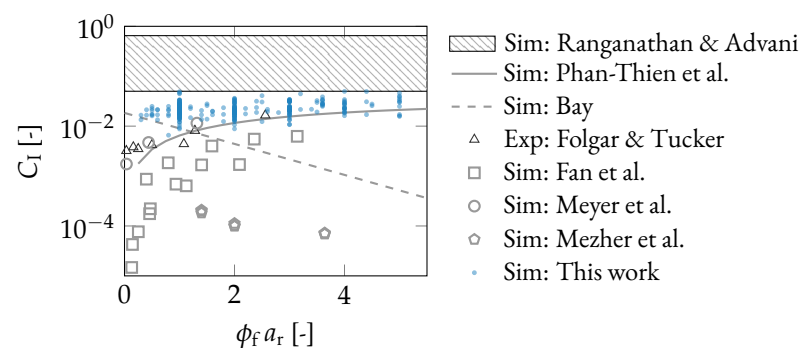 10⁰
10⁻²
10⁻⁴
C_I [-]
0 2 4
ϕ_f a_r [-]
Sim: Ranganathan & Advani
Sim: Phan-Thien et al.
Sim: Bay
Exp: Folgar & Tucker
Sim: Fan et al.
Sim: Meyer et al.
Sim: Mezher et al.
Sim: This work